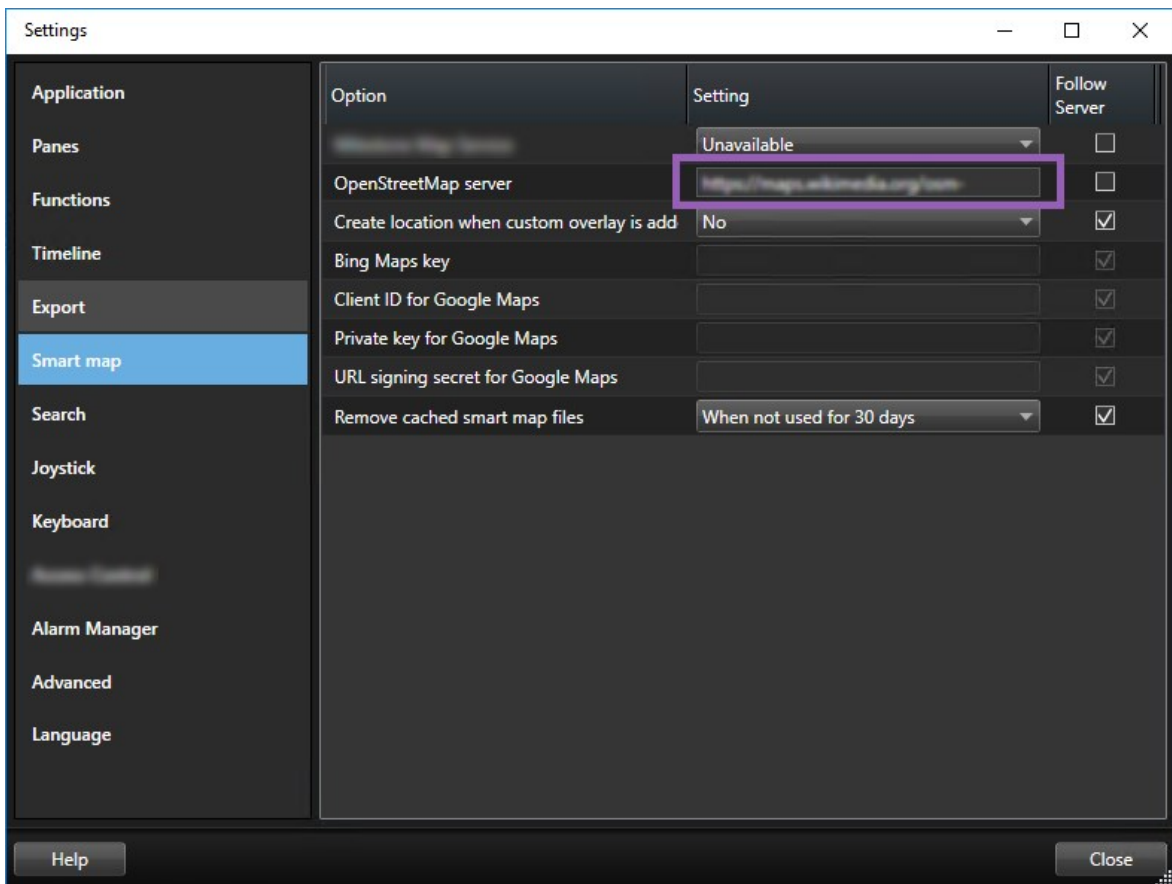 Settings
Application
Panes
Functions
Timeline
Export
Smart map
Search
Joystick
Keyboard
Alarm Manager
Advanced
Language
Option Setting Follow Server
Unavailable
OpenStreetMap server
Create location when custom overlay is add No
Bing Maps key
Client ID for Google Maps
Private key for Google Maps
URL signing secret for Google Maps
Remove cached smart map files When not used for 30 days
Help Close